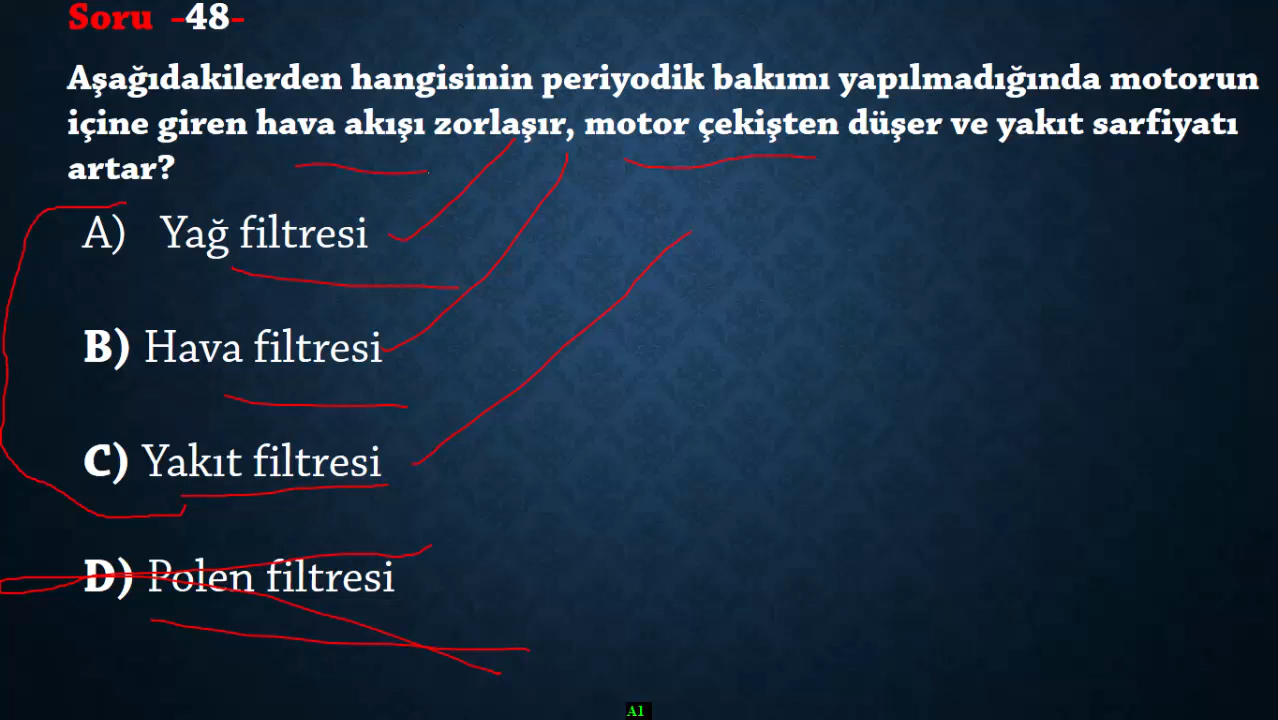 Soru -48-
Aşağıdakilerden hangisinin periyodik bakımı yapılmadığında motorun
içine giren hava akışı zorlaşır, motor çekişten düşer ve yakıt sarfiyatı
artar?
A) Yağ filtresi
B) Hava filtresi
C) Yakıt filtresi
D) Polen filtresi
A1